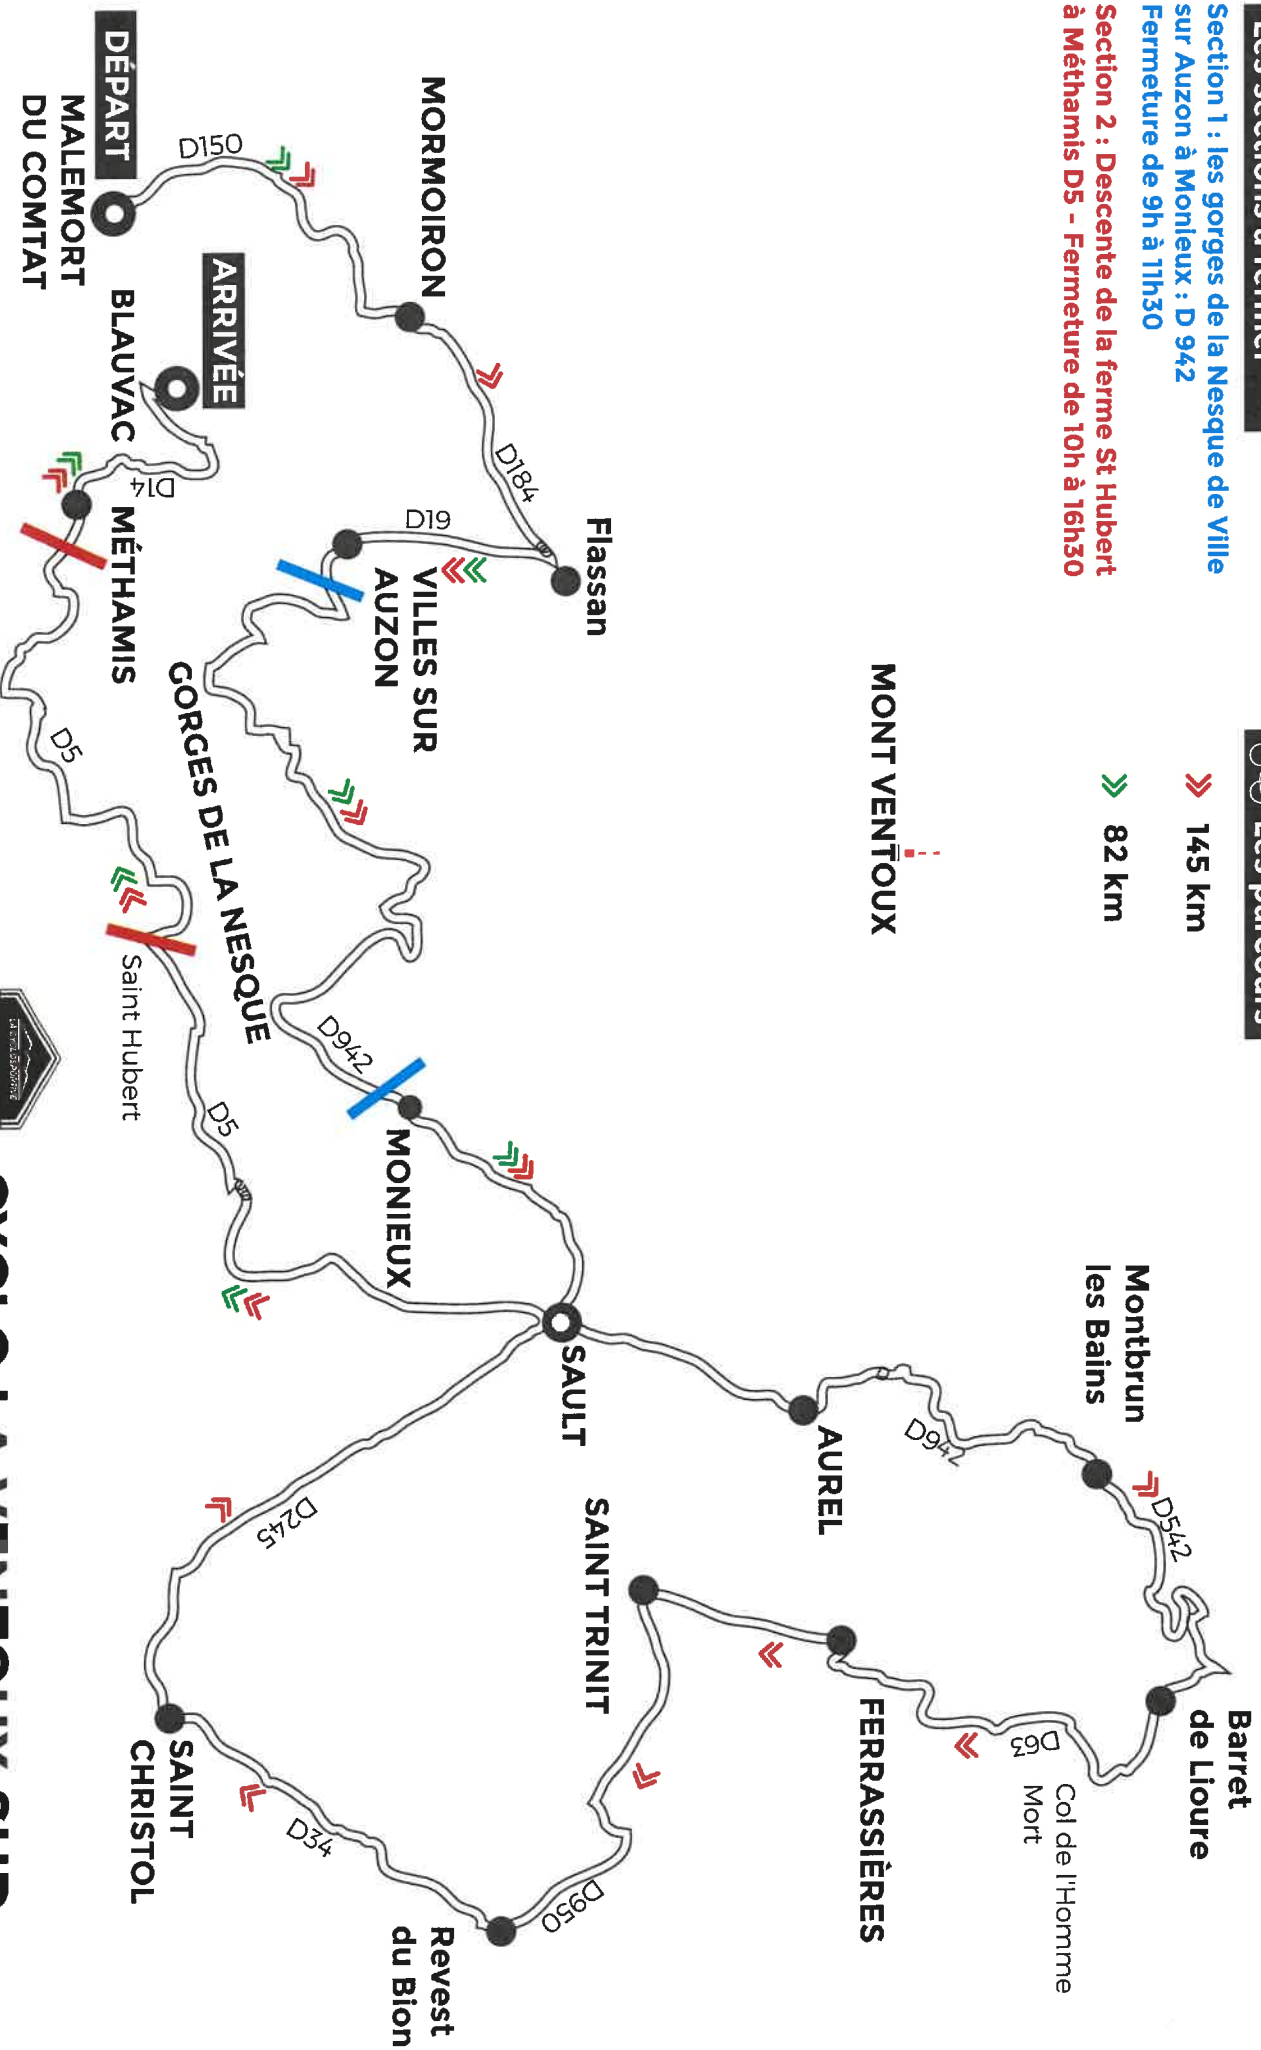 Section 1 : les gorges de la Nesque de Ville
sur Auzon à Monieux : D 942
Fermeture de 9h à 11h30
Section 2 : Descente de la ferme St Hubert
à Méthamis D5 - Fermeture de 10h à 16h30
Les parcours
145 km
82 km
MONT VENTOUX
Montbrun
les Bains
D542
Barret
de Lioure
D942
Col de l'Homme
Mort
D63
AUREL
FERRASSIÈRES
Flassan
D184
MORMOIRON
D19
VILLES SUR
AUZON
SAULT
SAINT TRINIT
D950
Revest
du Bion
D150
DÉPART
MALEMORT
DU COMTAT
ARRIVÉE
BLAUVAC
D14
MÉTHAMIS
GORGES DE LA NESQUE
D942
MONIEUX
D245
D34
SAINT
CHRISTOL
D5
Saint Hubert
D5